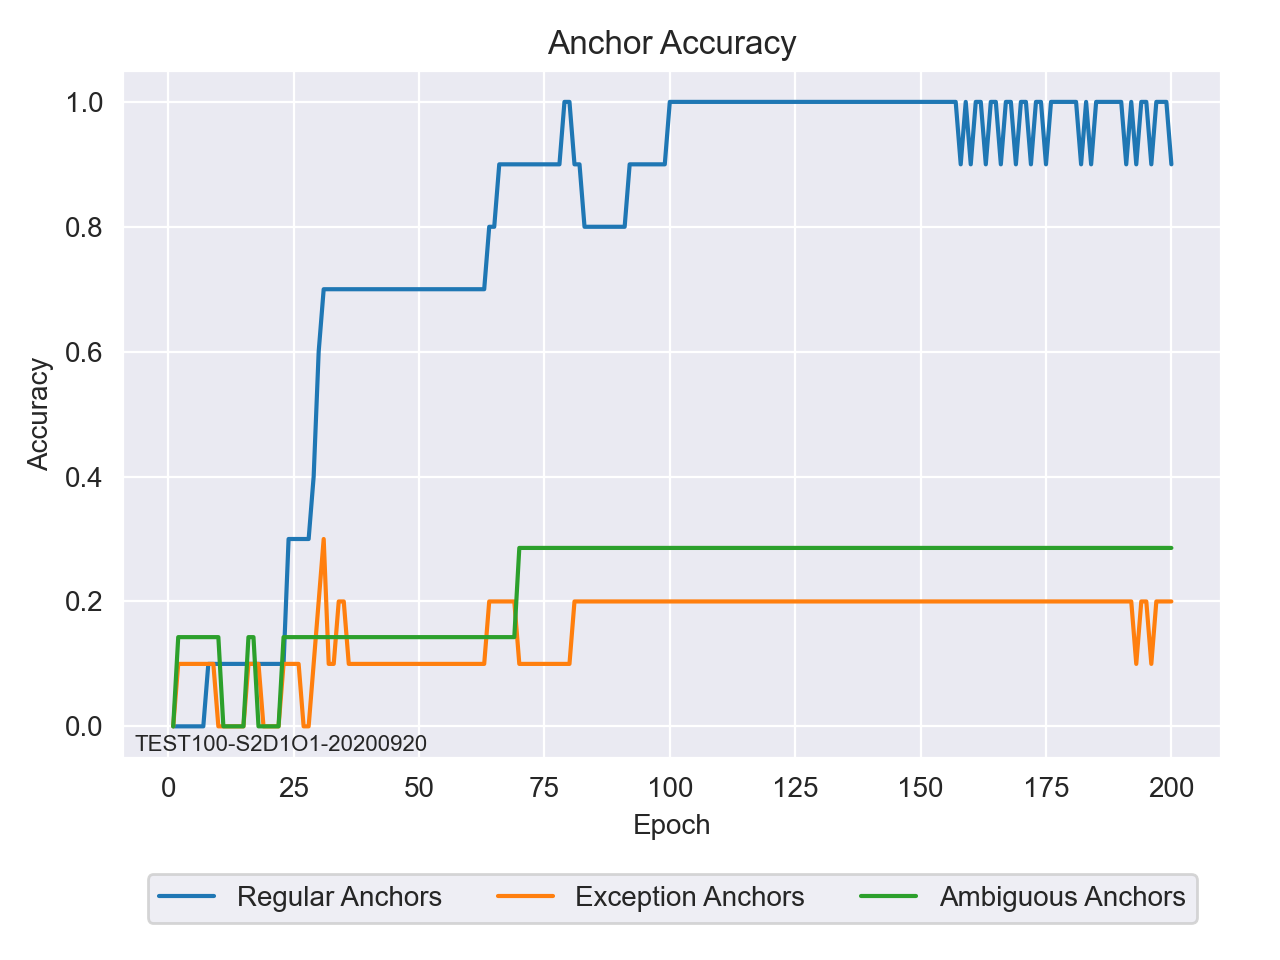 Anchor Accuracy
1.0
0.8
0.6
0.4
0.2
0.0
Accuracy
TEST100-S2D1O1-20200920
0 25 50 75 100 125 150 175 200
Epoch
Regular Anchors Exception Anchors Ambiguous Anchors